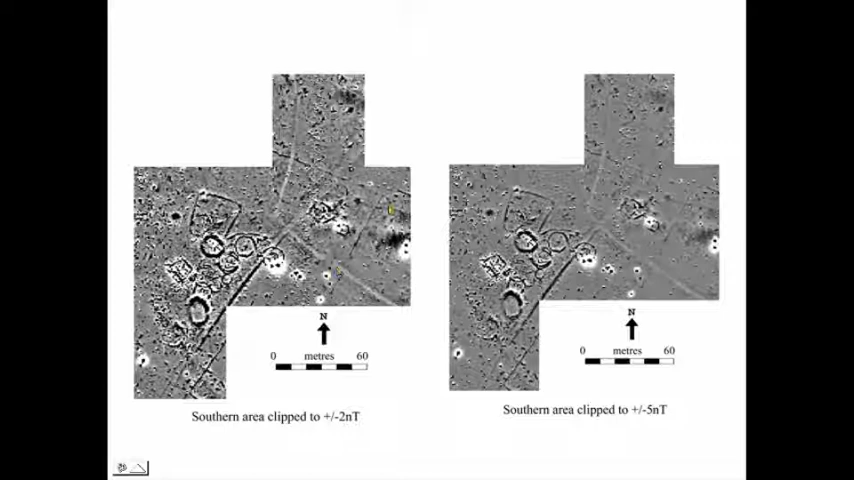 N
0 metres 60
Southern area clipped to +/-2nT
N
0 metres 60
Southern area clipped to +/-5nT